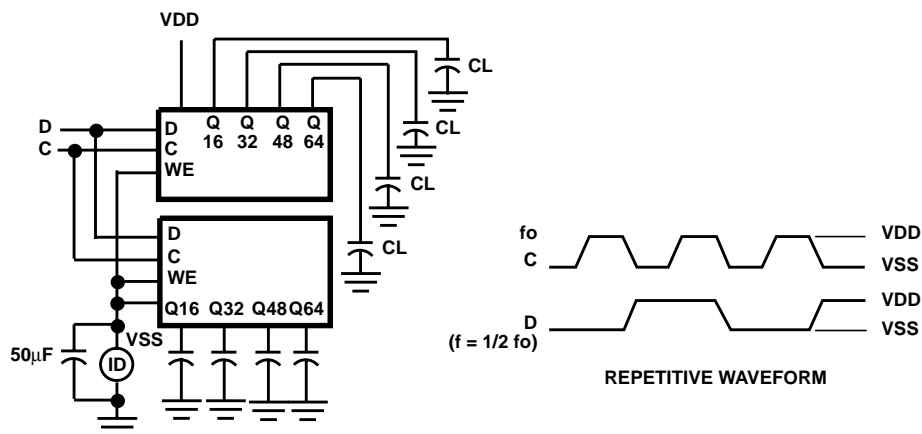 VDD
CL
D
C
D
C
WE
Q Q Q Q
16 32 48 64
CL
CL
CL
D
C
WE
Q16 Q32 Q48 Q64
VSS
50µF
ID
fo
C
VDD
VSS
D
(f = 1/2 fo)
VDD
VSS
REPETITIVE WAVEFORM